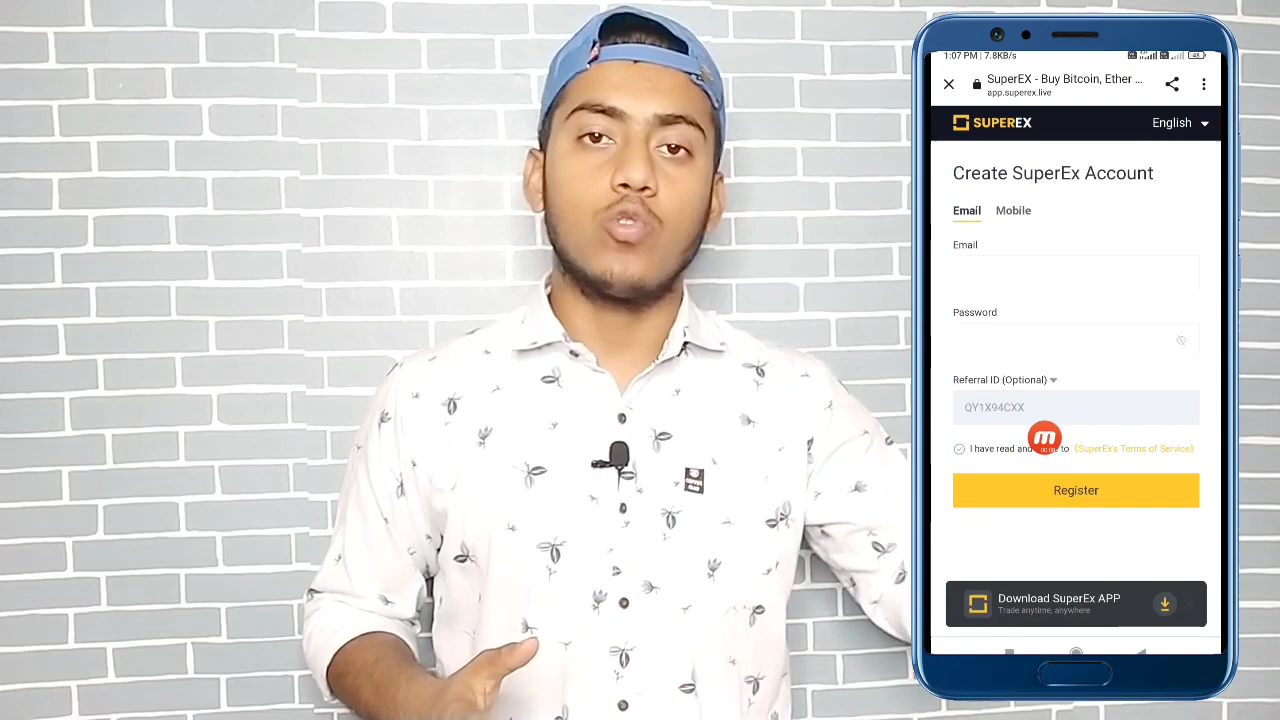 1:07 PM | 7.8KB/s
48
SuperEX - Buy Bitcoin, Ether ...
app.superex.live
SUPEREX
English
Create SuperEx Account
Email
Mobile
Email
Password
Referral ID (Optional)
QY1X94CXX
I have read and to 《SuperEx's Terms of Service》
Register
Download SuperEx APP
Trade anytime, anywhere